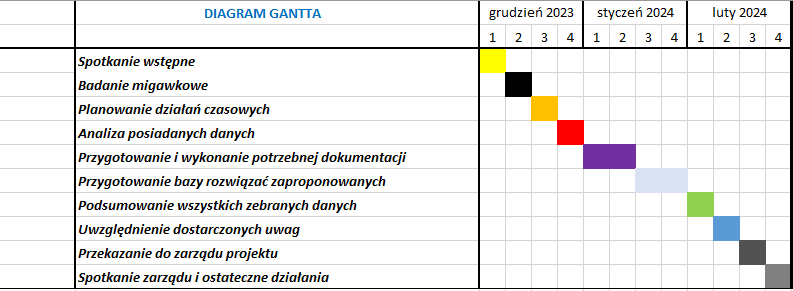 DIAGRAM GANTTA grudzień 2023 styczeń 2024 luty 2024
1 2 3 4 1 2 3 4 1 2 3 4
Spotkanie wstępne
Badanie migawkowe
Planowanie działań czasowych
Analiza posiadanych danych
Przygotowanie i wykonanie potrzebnej dokumentacji
Przygotowanie bazy rozwiązać zaproponowanych
Podsumowanie wszystkich zebranych danych
Uwzględnienie dostarczonych uwag
Przekazanie do zarządu projektu
Spotkanie zarządu i ostateczne działania